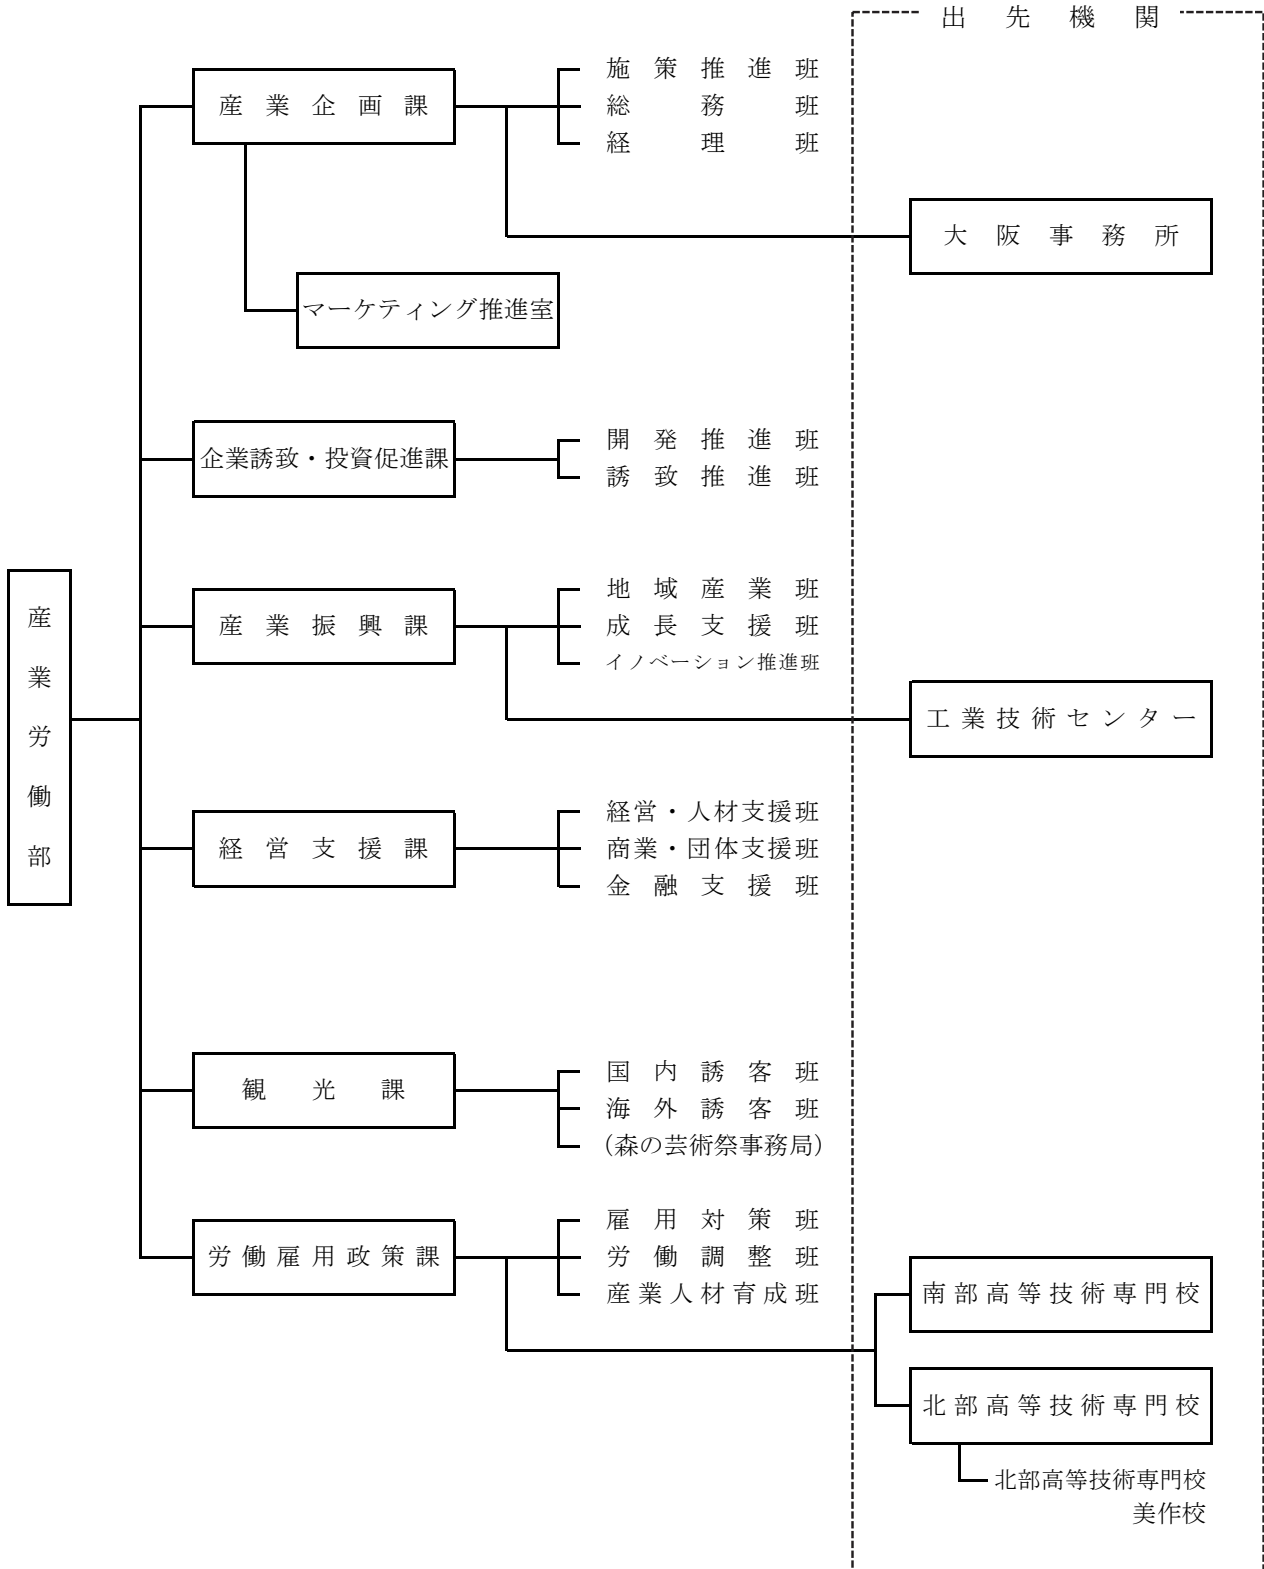 出先機関
産業企画課
施策推進班
総務班
経理班
大阪事務所
マーケティング推進室
企業誘致・投資促進課
開発推進班
誘致推進班
産業労働部
産業振興課
地域産業班
成長支援班
イノベーション推進班
工業技術センター
経営支援課
経営・人材支援班
商業・団体支援班
金融支援班
観光課
国内誘客班
海外誘客班
(森の芸術祭事務局)
労働雇用政策課
雇用対策班
労働調整班
産業人材育成班
南部高等技術専門校
北部高等技術専門校
北部高等技術専門校
美作校